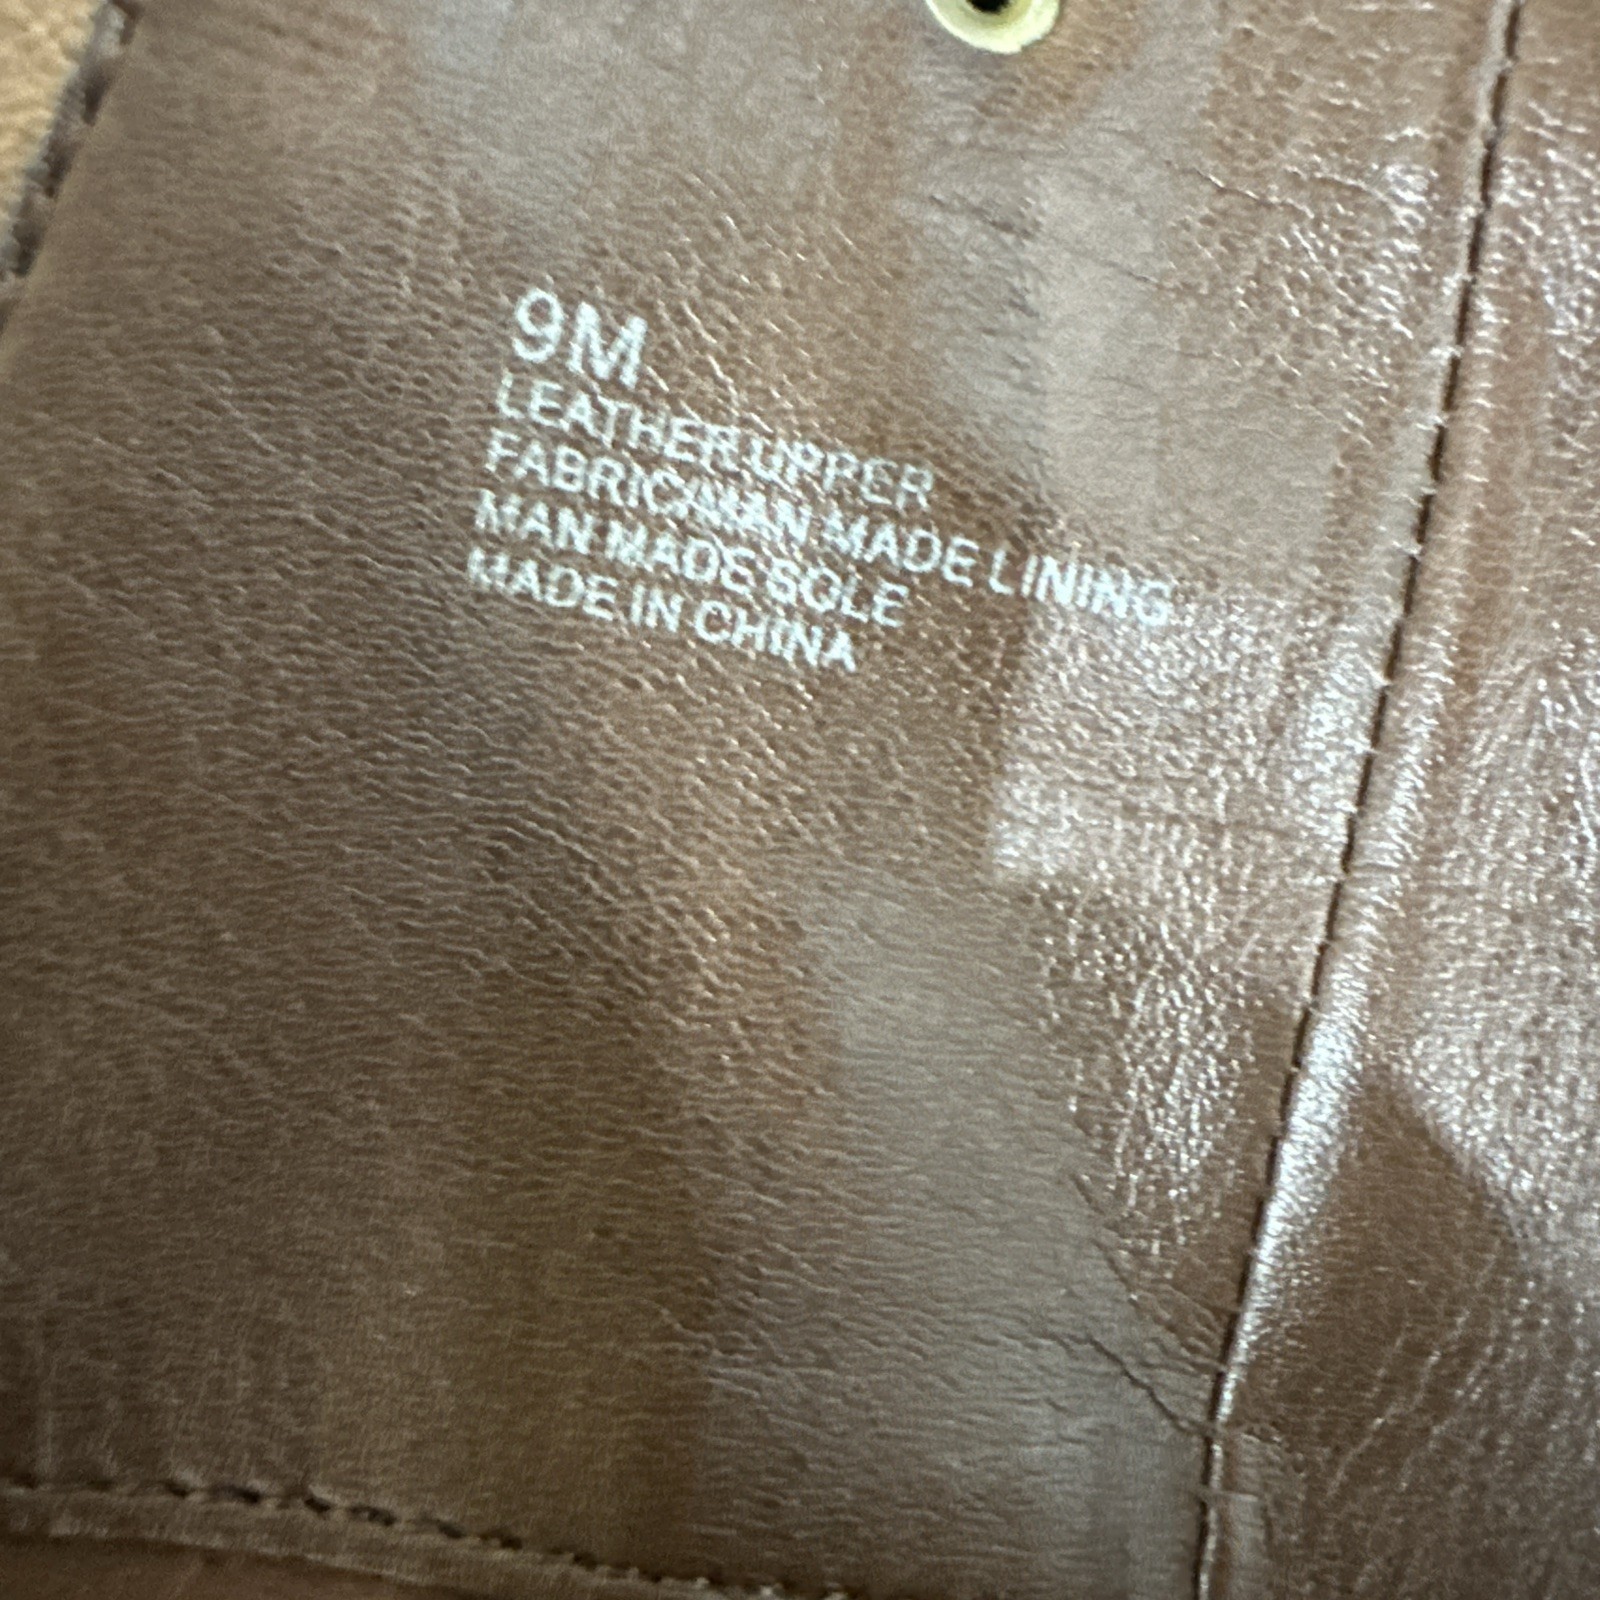 9M
LEATHER UPPER
FABRIC/MAN MADE LINING
MAN MADE SOLE
MADE IN CHINA